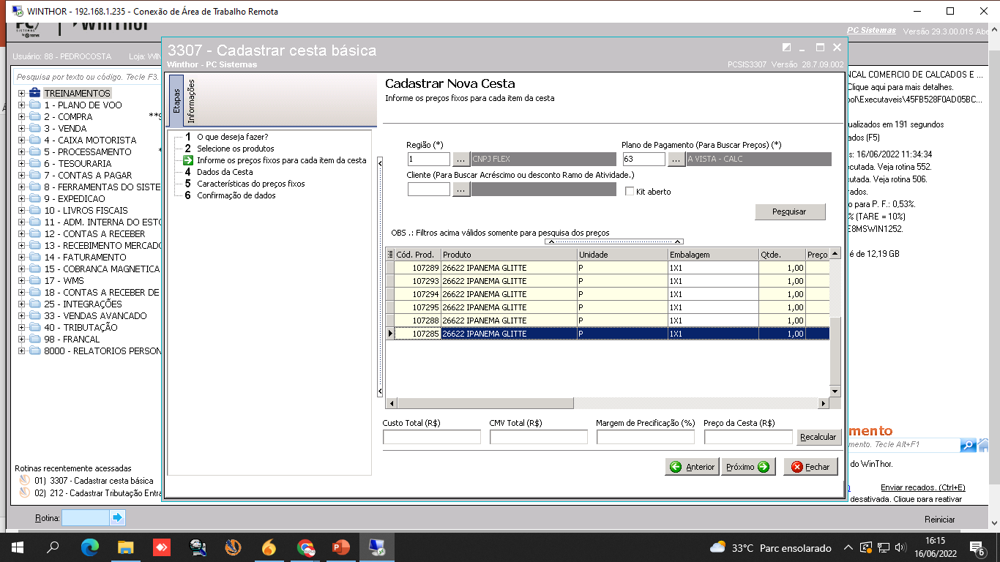 WINTHOR - 192.168.1.235 - Conexão de Área de Trabalho Remota
PC Sistemas Versão 29.3.00.015 Abe
Usuário: 88 - PEDROCOSTA Loja: WIN
Pesquisa por texto ou código. Tecle F3.
TREINAMENTOS
1 - PLANO DE VOO
2 - COMPRA **9
3 - VENDA
4 - CAIXA MOTORISTA
5 - PROCESSAMENTO *
6 - TESOURARIA
7 - CONTAS A PAGAR
8 - FERRAMENTAS DO SISTE
9 - EXPEDICAO
10 - LIVROS FISCAIS
11 - ADM. INTERNA DO ESTO
12 - CONTAS A RECEBER
13 - RECEBIMENTO MERCADO
14 - FATURAMENTO
15 - COBRANCA MAGNETICA
17 - WMS
18 - CONTAS A RECEBER DE
25 - INTEGRAÇÕES
33 - VENDAS AVANCADO
40 - TRIBUTAÇÃO
98 - FRANCAL
8000 - RELATORIOS PERSON
Rotinas recentemente acessadas
01) 3307 - Cadastrar cesta básica
02) 212 - Cadastrar Tributação Entra
Rotina:
3307 - Cadastrar cesta básica
Winthor - PC Sistemas PCSIS3307 Versão 28.7.09.002
Etapas
Informações
1 O que deseja fazer?
2 Selecione os produtos
Informe os preços fixos para cada item da cesta
4 Dados da Cesta
5 Características do preços fixos
6 Confirmação de dados
Cadastrar Nova Cesta
Informe os preços fixos para cada item da cesta
Região (*) Plano de Pagamento (Para Buscar Preços) (*)
1 ... CNPJ FLEX 63 ... A VISTA - CALC
Cliente (Para Buscar Acréscimo ou desconto Ramo de Atividade.)
... Kit aberto
Pesquisar
OBS .: Filtros acima válidos somente para pesquisa dos preços
Cód. Prod. Produto Unidade Embalagem Qtde. Preço
107289 26622 IPANEMA GLITTE P 1X1 1,00
107293 26622 IPANEMA GLITTE P 1X1 1,00
107294 26622 IPANEMA GLITTE P 1X1 1,00
107295 26622 IPANEMA GLITTE P 1X1 1,00
107288 26622 IPANEMA GLITTE P 1X1 1,00
107285 26622 IPANEMA GLITTE P 1X1 1,00
Custo Total (R$) CMV Total (R$) Margem de Precificação (%) Preço da Cesta (R$)
Recalcular
Anterior Próximo Fechar
NCAL COMERCIO DE CALCADOS E ...
Clique aqui para mais detalhes.
ool\Executaveis\45FB528F0AD05BC...
ualizados em 191 segundos
ados (F5)
s: 16/06/2022 11:34:34
cutada. Veja rotina 552.
cutada. Veja rotina 506.
rados.
o para P. F.: 0,53%.
% (TARE = 10%)
E8MSWIN1252.
é de 12,19 GB
mento
mento. Tecle Alt+F1
do WinThor.
Enviar recados. (Ctrl+E)
desativada. Clique para reativar
Reiniciar
33°C Parc ensolarado
16:15
16/06/2022
6